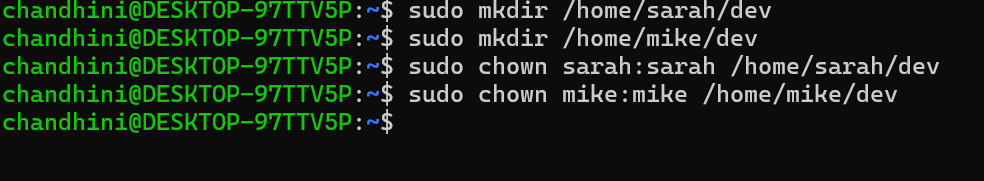 chandhini@DESKTOP-97TTV5P:~$ sudo mkdir /home/sarah/dev
chandhini@DESKTOP-97TTV5P:~$ sudo mkdir /home/mike/dev
chandhini@DESKTOP-97TTV5P:~$ sudo chown sarah:sarah /home/sarah/dev
chandhini@DESKTOP-97TTV5P:~$ sudo chown mike:mike /home/mike/dev
chandhini@DESKTOP-97TTV5P:~$